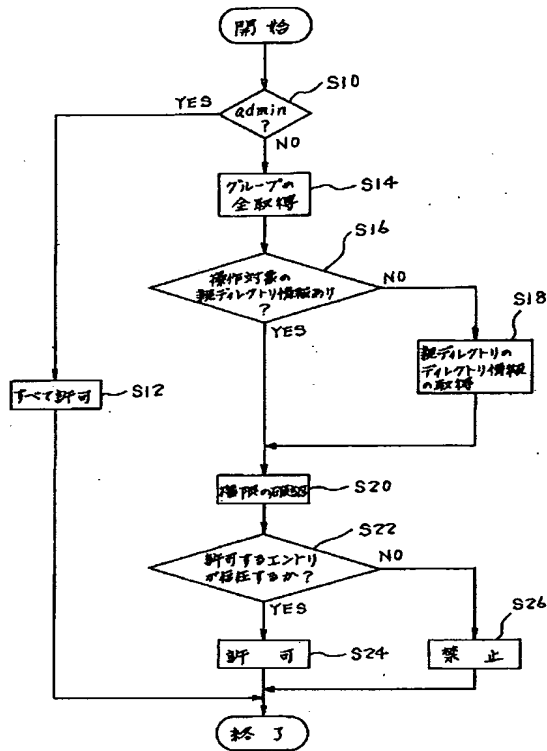 開始
S10
YES
admin
?
NO
グループの
全取得
S14
S16
操作対象の
親ディレクトリ情報あり
?
NO
YES
S18
親ディレクトリの
ディレクトリ情報
の取得
すべて許可
S12
権限の確認
S20
S22
許可するエントリ
が存在するか?
NO
YES
S26
許可
S24
禁止
終了